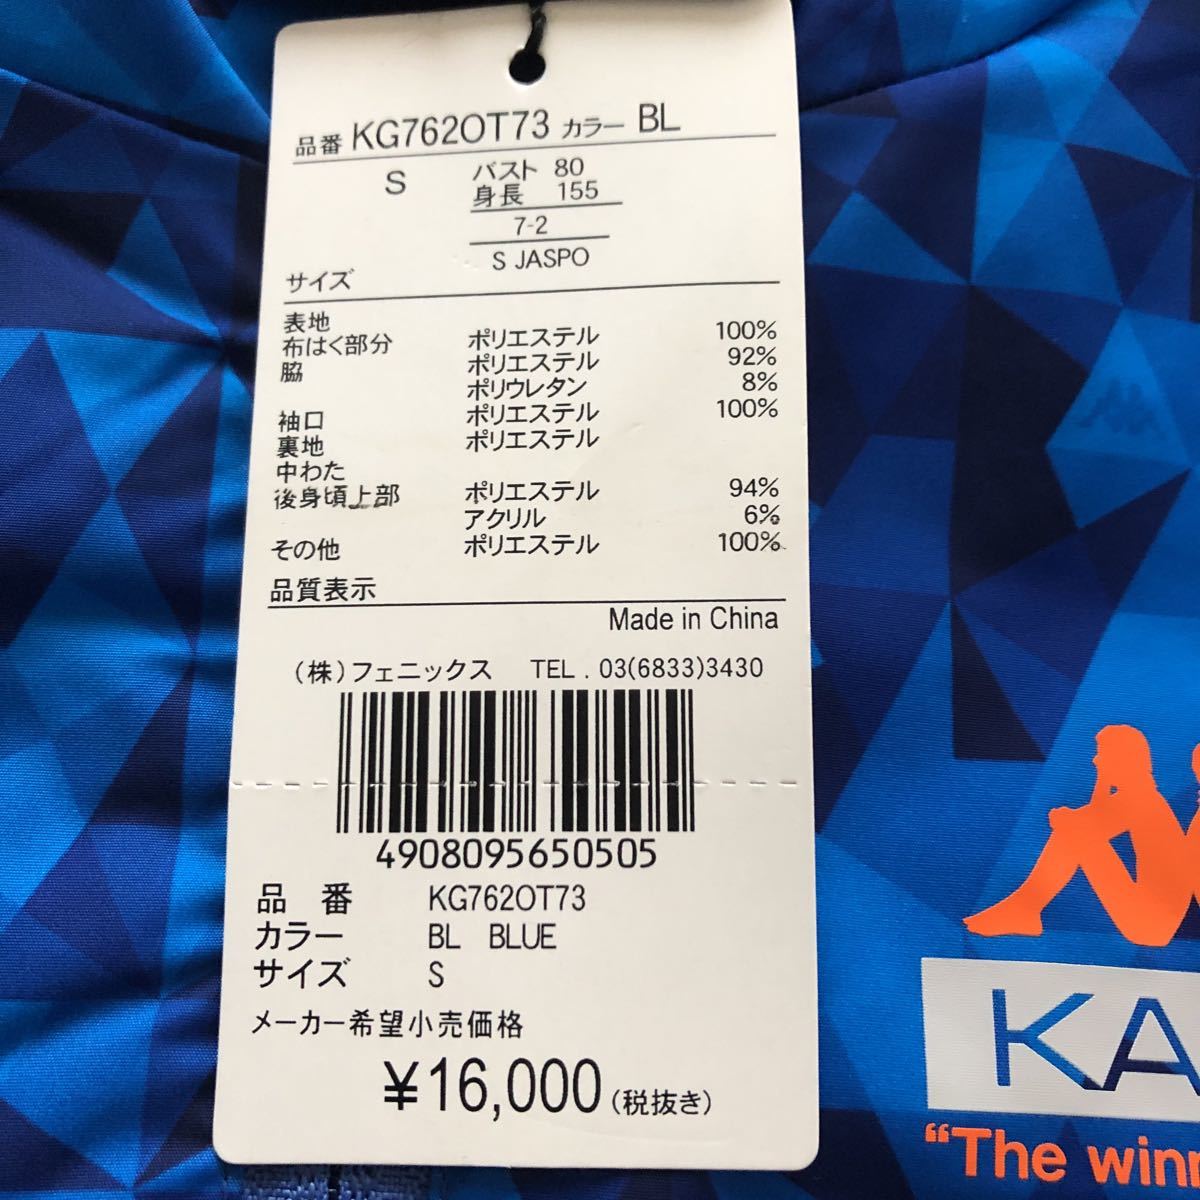 品番 KG762OT73 カラー BL
S バスト 80
身長 155
7-2
S JASPO
サイズ
表地
布はく部分 ポリエステル 100%
脇 ポリエステル 92%
ポリウレタン 8%
袖口 ポリエステル 100%
裏地 ポリエステル
中わた
後身頃上部 ポリエステル 94%
アクリル 6%
その他 ポリエステル 100%
品質表示
Made in China
(株)フェニックス TEL. 03(6833)3430
4908095650505
品 番 KG762OT73
カラー BL BLUE
サイズ S
メーカー希望小売価格
¥16,000(税抜き)
KA
“The winn